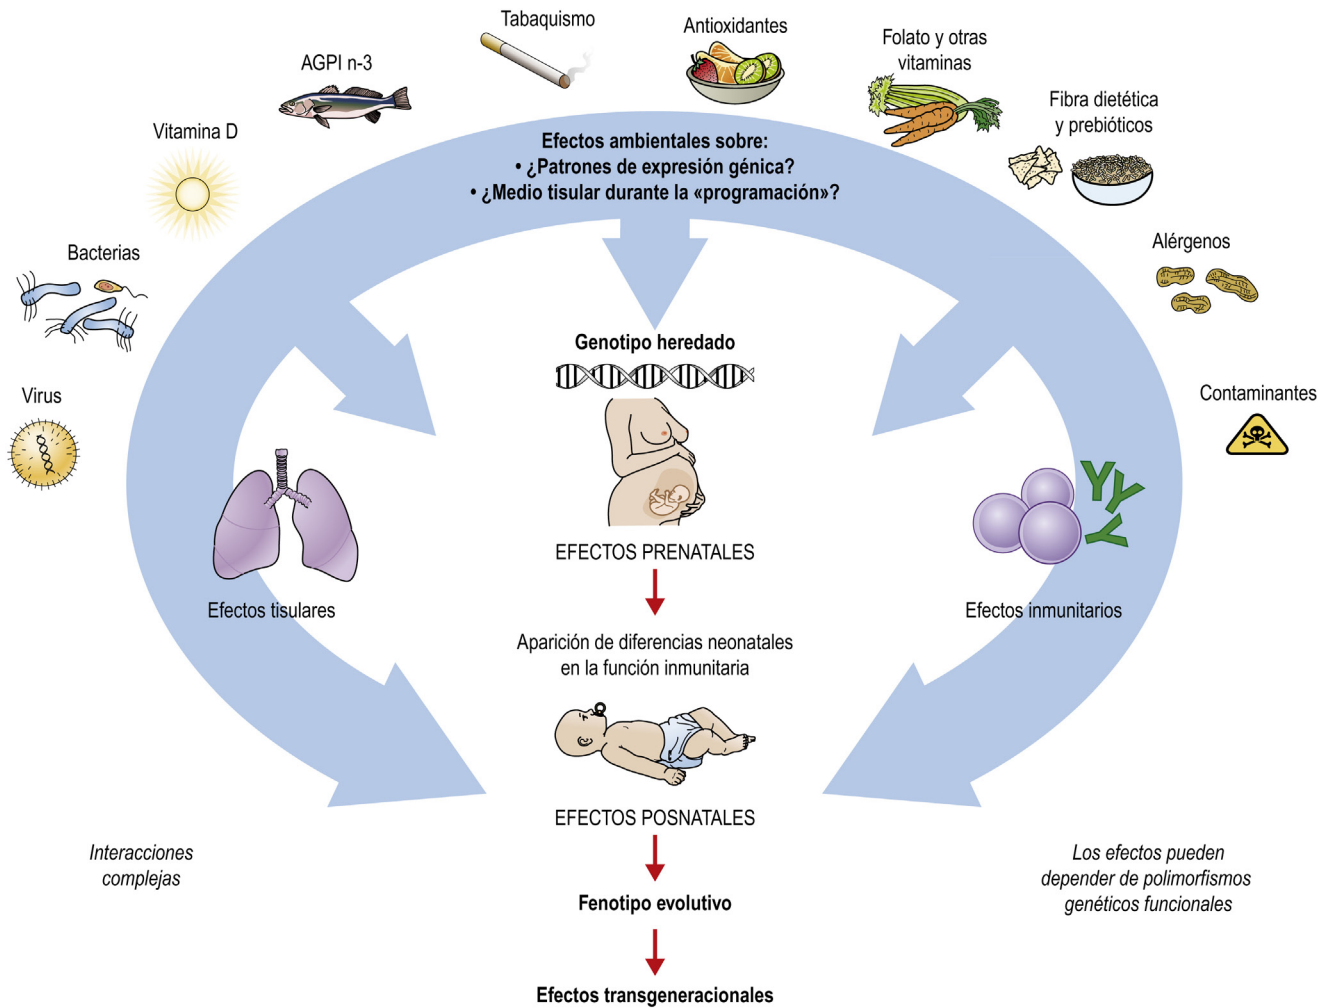 Tabaquismo
Antioxidantes
Folato y otras
vitaminas
AGPI n-3
Fibra dietética
y prebióticos
Vitamina D
Efectos ambientales sobre:
• ¿Patrones de expresión génica?
• ¿Medio tisular durante la «programación»?
Bacterias
Alérgenos
Genotipo heredado
Virus
Contaminantes
EFECTOS PRENATALES
Efectos tisulares
Efectos inmunitarios
Aparición de diferencias neonatales
en la función inmunitaria
EFECTOS POSNATALES
Interacciones
complejas
Los efectos pueden
depender de polimorfismos
genéticos funcionales
Fenotipo evolutivo
Efectos transgeneracionales